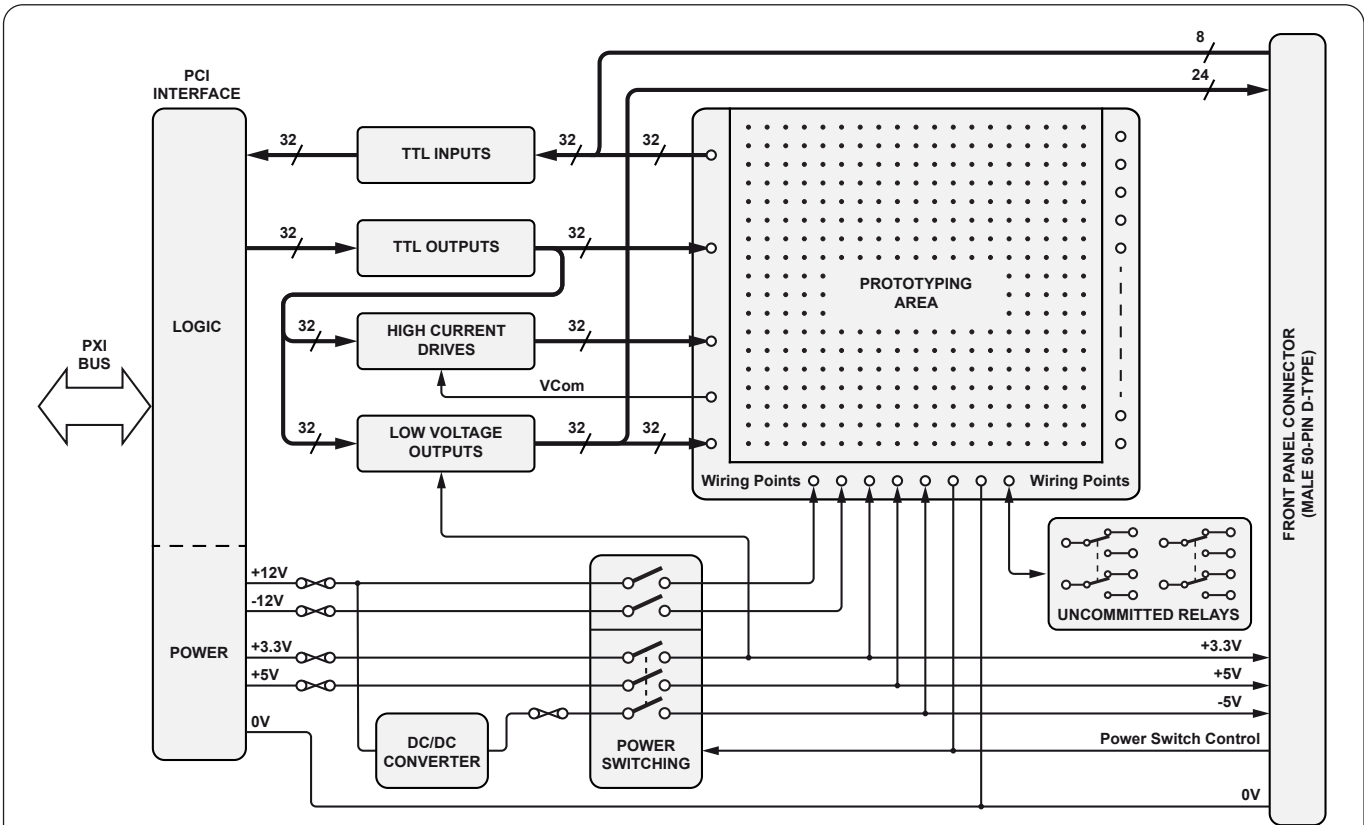 8
24
PCI
INTERFACE
32
TTL INPUTS
32
32
32
TTL OUTPUTS
32
LOGIC
PROTOTYPING
AREA
32
HIGH CURRENT
DRIVES
32
VCom
PXI
BUS
32
LOW VOLTAGE
OUTPUTS
32
32
Wiring Points
Wiring Points
FRONT PANEL CONNECTOR
(MALE 50-PIN D-TYPE)
UNCOMMITTED RELAYS
POWER
+12V
-12V
+3.3V
+5V
0V
DC/DC
CONVERTER
POWER
SWITCHING
+3.3V
+5V
-5V
Power Switch Control
0V